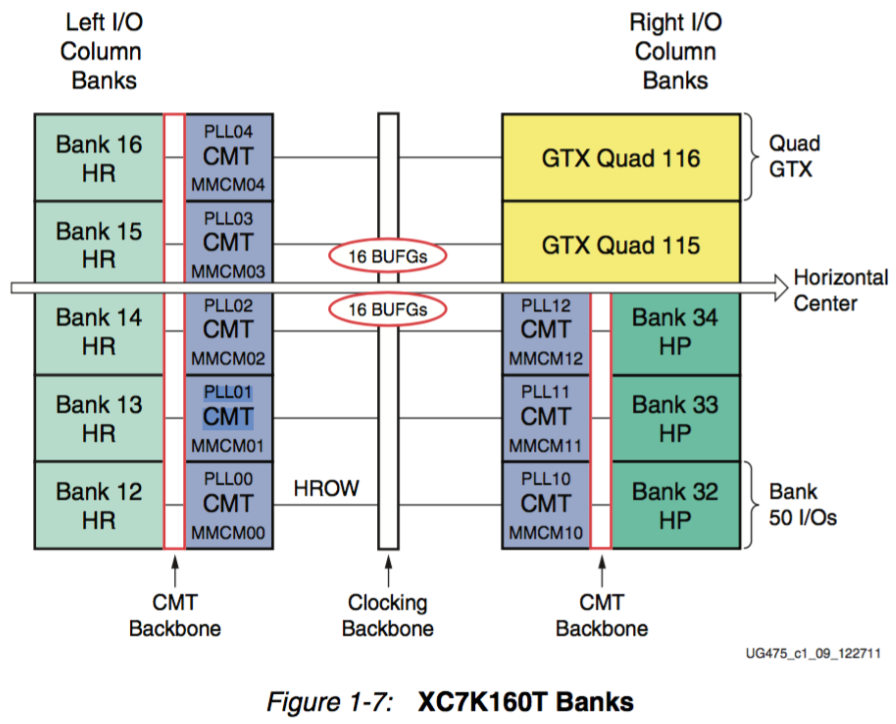 Left I/O
Column
Banks
Right I/O
Column
Banks
Bank 16
HR
PLL04
CMT
MMCM04
GTX Quad 116
Quad
GTX
Bank 15
HR
PLL03
CMT
MMCM03
16 BUFGs
GTX Quad 115
Horizontal
Center
Bank 14
HR
PLL02
CMT
MMCM02
16 BUFGs
PLL12
CMT
MMCM12
Bank 34
HP
Bank 13
HR
PLL01
CMT
MMCM01
PLL11
CMT
MMCM11
Bank 33
HP
Bank 12
HR
PLL00
CMT
MMCM00
HROW
PLL10
CMT
MMCM10
Bank 32
HP
Bank
50 I/Os
CMT
Backbone
Clocking
Backbone
CMT
Backbone
UG475_c1_09_122711
Figure 1-7: XC7K160T Banks